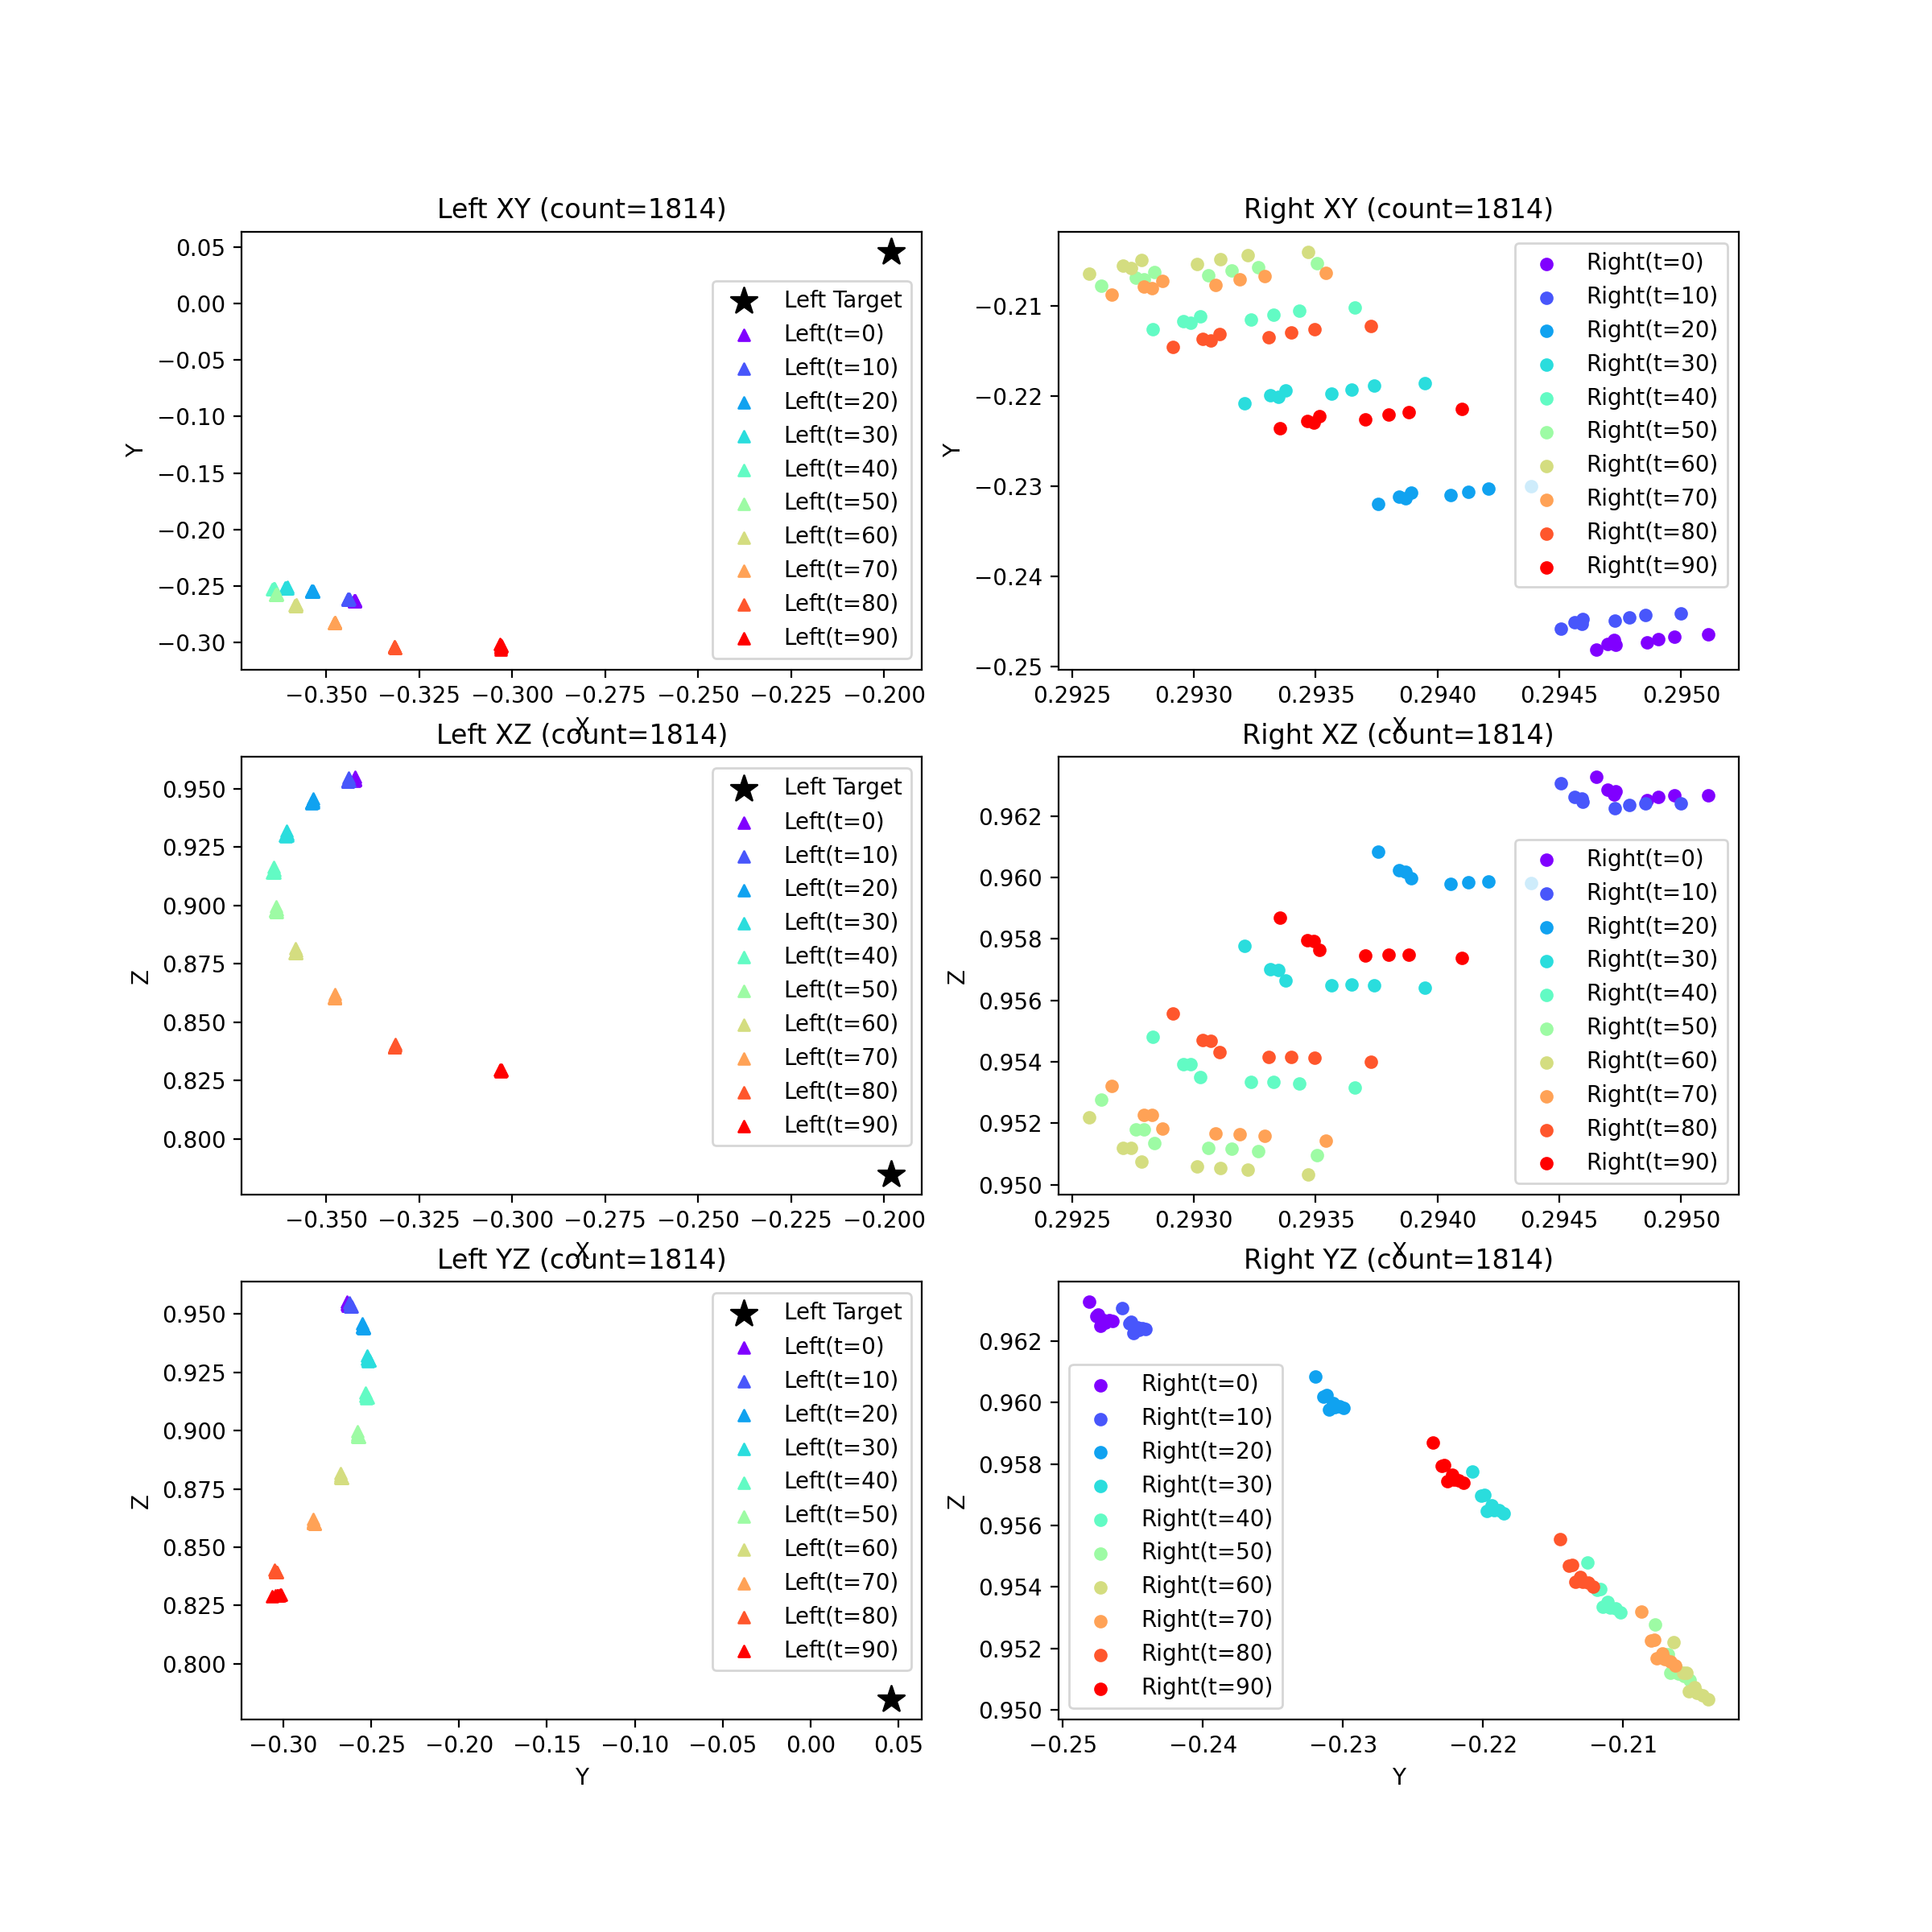 Left XY (count=1814)
0.05
0.00
−0.05
−0.10
−0.15
−0.20
−0.25
−0.30
Y
−0.350
−0.325
−0.300
−0.275
−0.250
−0.225
−0.200
X
Left Target
Left(t=0)
Left(t=10)
Left(t=20)
Left(t=30)
Left(t=40)
Left(t=50)
Left(t=60)
Left(t=70)
Left(t=80)
Left(t=90)
Right XY (count=1814)
−0.21
−0.22
−0.23
−0.24
−0.25
Y
0.2925
0.2930
0.2935
0.2940
0.2945
0.2950
X
Right(t=0)
Right(t=10)
Right(t=20)
Right(t=30)
Right(t=40)
Right(t=50)
Right(t=60)
Right(t=70)
Right(t=80)
Right(t=90)
Left XZ (count=1814)
0.950
0.925
0.900
0.875
0.850
0.825
0.800
Z
−0.350
−0.325
−0.300
−0.275
−0.250
−0.225
−0.200
X
Left Target
Left(t=0)
Left(t=10)
Left(t=20)
Left(t=30)
Left(t=40)
Left(t=50)
Left(t=60)
Left(t=70)
Left(t=80)
Left(t=90)
Right XZ (count=1814)
0.962
0.960
0.958
0.956
0.954
0.952
0.950
Z
0.2925
0.2930
0.2935
0.2940
0.2945
0.2950
X
Right(t=0)
Right(t=10)
Right(t=20)
Right(t=30)
Right(t=40)
Right(t=50)
Right(t=60)
Right(t=70)
Right(t=80)
Right(t=90)
Left YZ (count=1814)
0.950
0.925
0.900
0.875
0.850
0.825
0.800
Z
−0.30
−0.25
−0.20
−0.15
−0.10
−0.05
0.00
0.05
Y
Left Target
Left(t=0)
Left(t=10)
Left(t=20)
Left(t=30)
Left(t=40)
Left(t=50)
Left(t=60)
Left(t=70)
Left(t=80)
Left(t=90)
Right YZ (count=1814)
0.962
0.960
0.958
0.956
0.954
0.952
0.950
Z
−0.25
−0.24
−0.23
−0.22
−0.21
Y
Right(t=0)
Right(t=10)
Right(t=20)
Right(t=30)
Right(t=40)
Right(t=50)
Right(t=60)
Right(t=70)
Right(t=80)
Right(t=90)